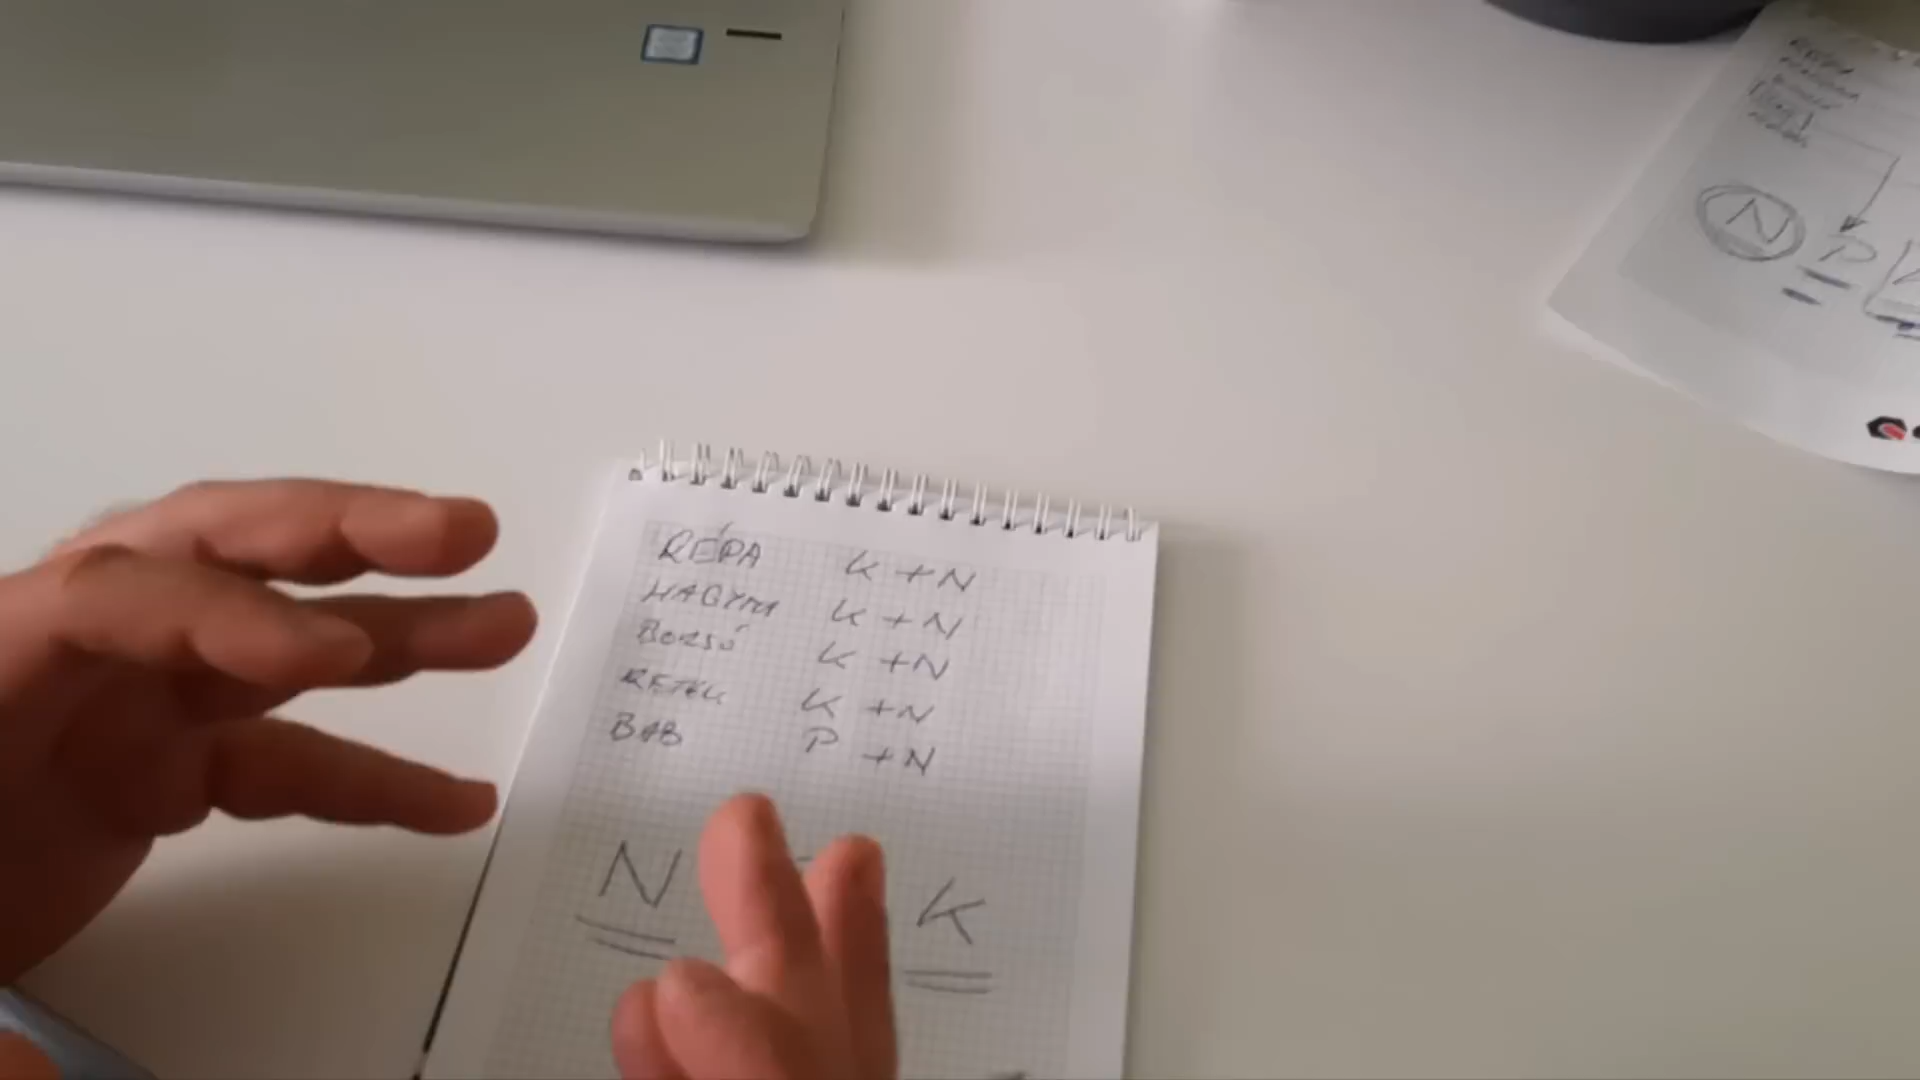 RÉPA K + N
HAGYMA K + N
BORSÓ K + N
RETEK K + N
BAB P + N
N K
N P